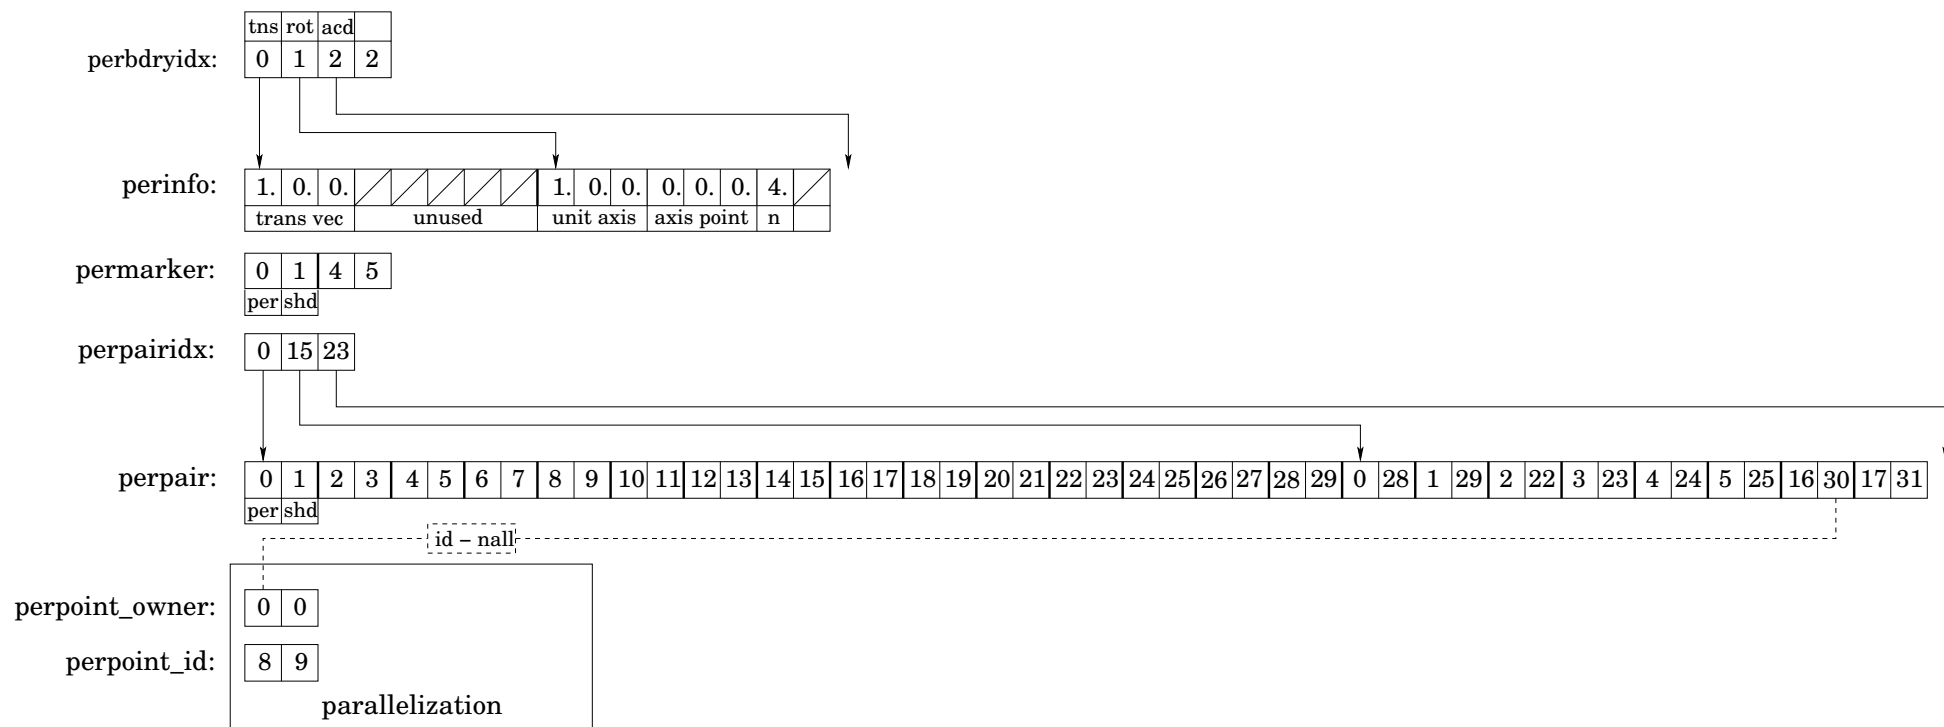 tns rot acd
perbdryidx: 0 1 2 2
perinfo: 1. 0. 0. 1. 0. 0. 0. 0. 0. 4.
trans vec unused unit axis axis point n
permarker: 0 1 4 5
per shd
perpairidx: 0 15 23
perpair: 0 1 2 3 4 5 6 7 8 9 10 11 12 13 14 15 16 17 18 19 20 21 22 23 24 25 26 27 28 29 0 28 1 29 2 22 3 23 4 24 5 25 16 30 17 31
per shd
id – nall
perpoint_owner: 0 0
perpoint_id: 8 9
parallelization